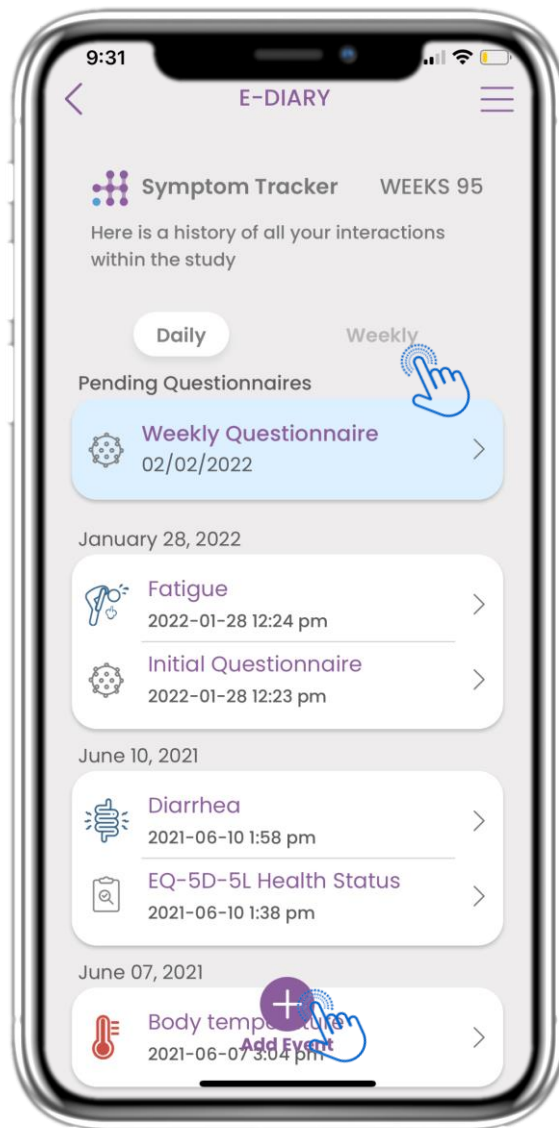 9:31
E-DIARY
Symptom Tracker WEEKS 95
Here is a history of all your interactions
within the study
Daily Weekly
Pending Questionnaires
Weekly Questionnaire
02/02/2022
January 28, 2022
Fatigue
2022-01-28 12:24 pm
Initial Questionnaire
2022-01-28 12:23 pm
June 10, 2021
Diarrhea
2021-06-10 1:58 pm
EQ-5D-5L Health Status
2021-06-10 1:38 pm
June 07, 2021
Body temperature
2021-06-07 3:04 pm
Add Event